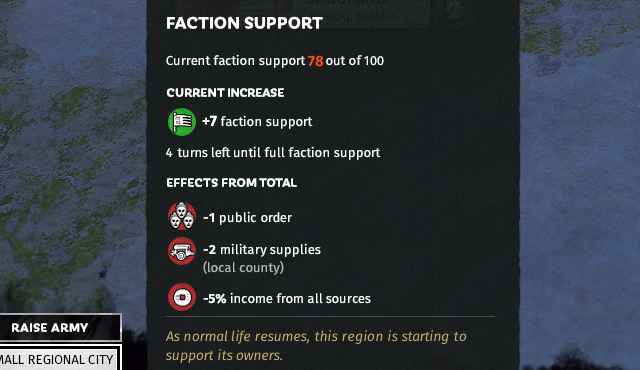 MAL TAMER
FACTION SUPPORT
Current faction support 78 out of 100
CURRENT INCREASE
+7 faction support
4 turns left until full faction support
EFFECTS FROM TOTAL
-1 public order
-2 military supplies
(local county)
-5% income from all sources
RAISE ARMY
MALL REGIONAL CITY
As normal life resumes, this region is starting to
support its owners.